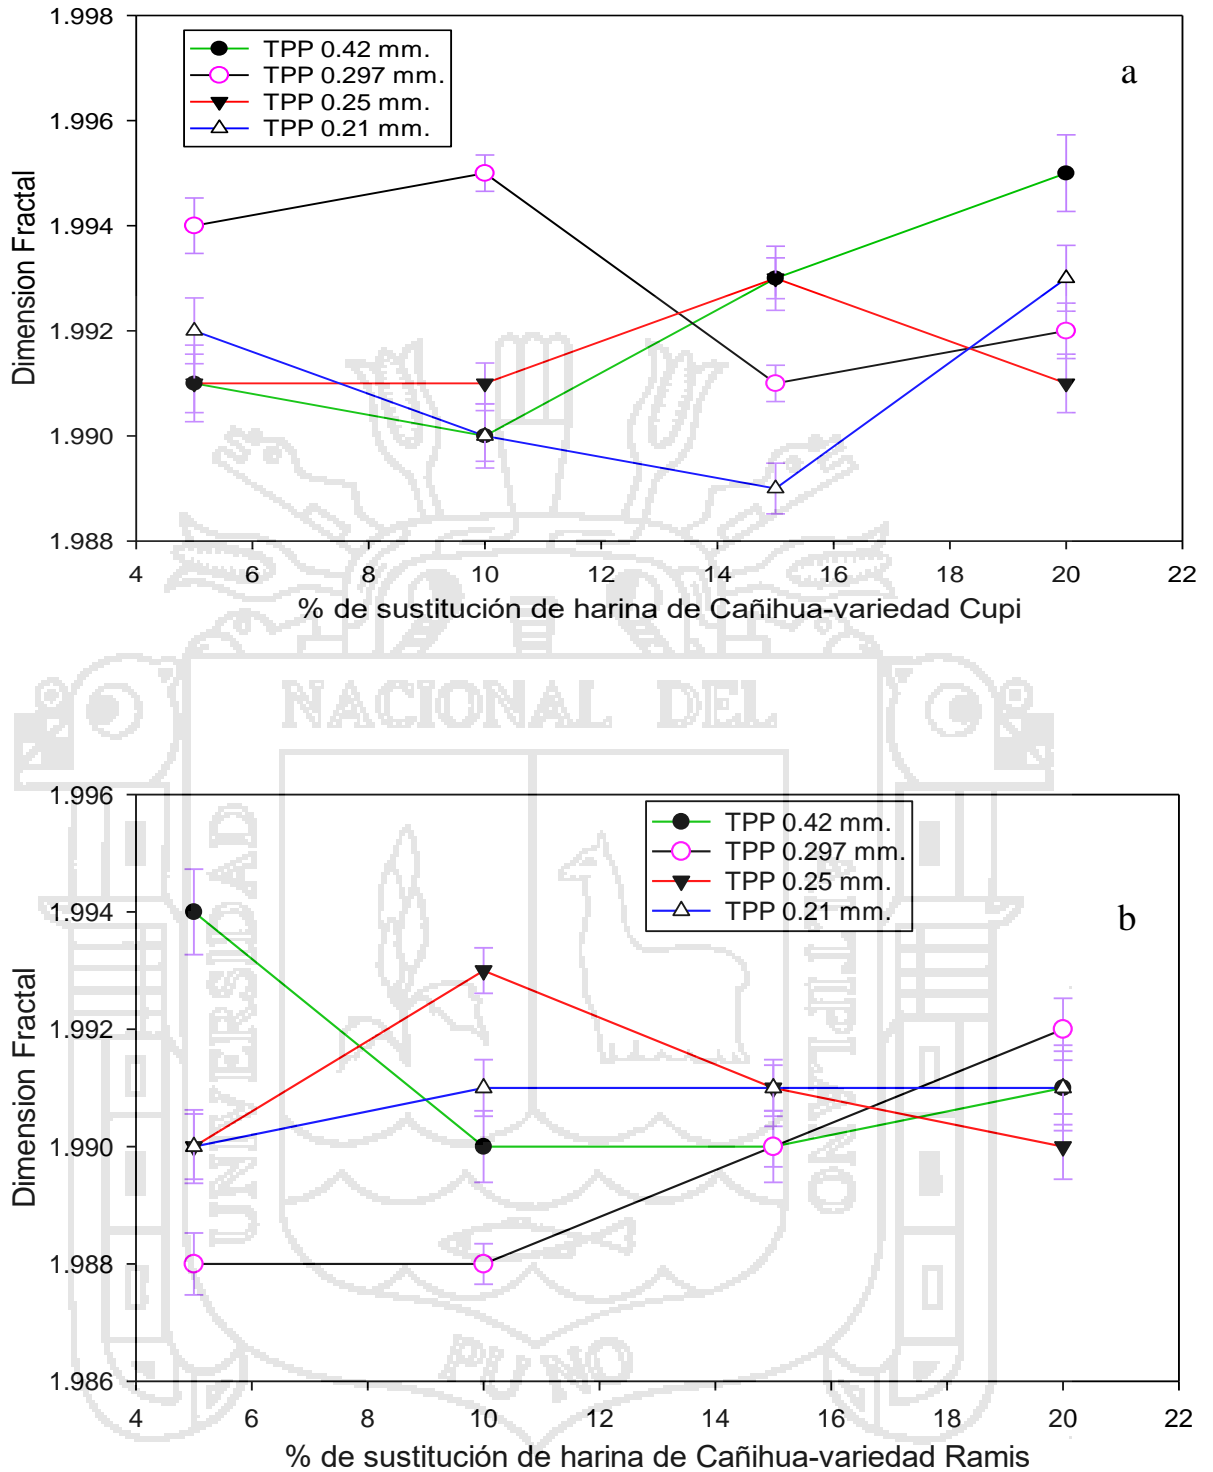 1.998
1.996
1.994
1.992
1.990
1.988
Dimension Fractal
TPP 0.42 mm.
TPP 0.297 mm.
TPP 0.25 mm.
TPP 0.21 mm.
a
4 6 8 10 12 14 16 18 20 22
% de sustitución de harina de Cañihua-variedad Cupi
NACIONAL DEL
UNIVERSIDAD
ALTIPLANO
PUNO
1.996
1.994
1.992
1.990
1.988
1.986
Dimension Fractal
TPP 0.42 mm.
TPP 0.297 mm.
TPP 0.25 mm.
TPP 0.21 mm.
b
4 6 8 10 12 14 16 18 20 22
% de sustitución de harina de Cañihua-variedad Ramis